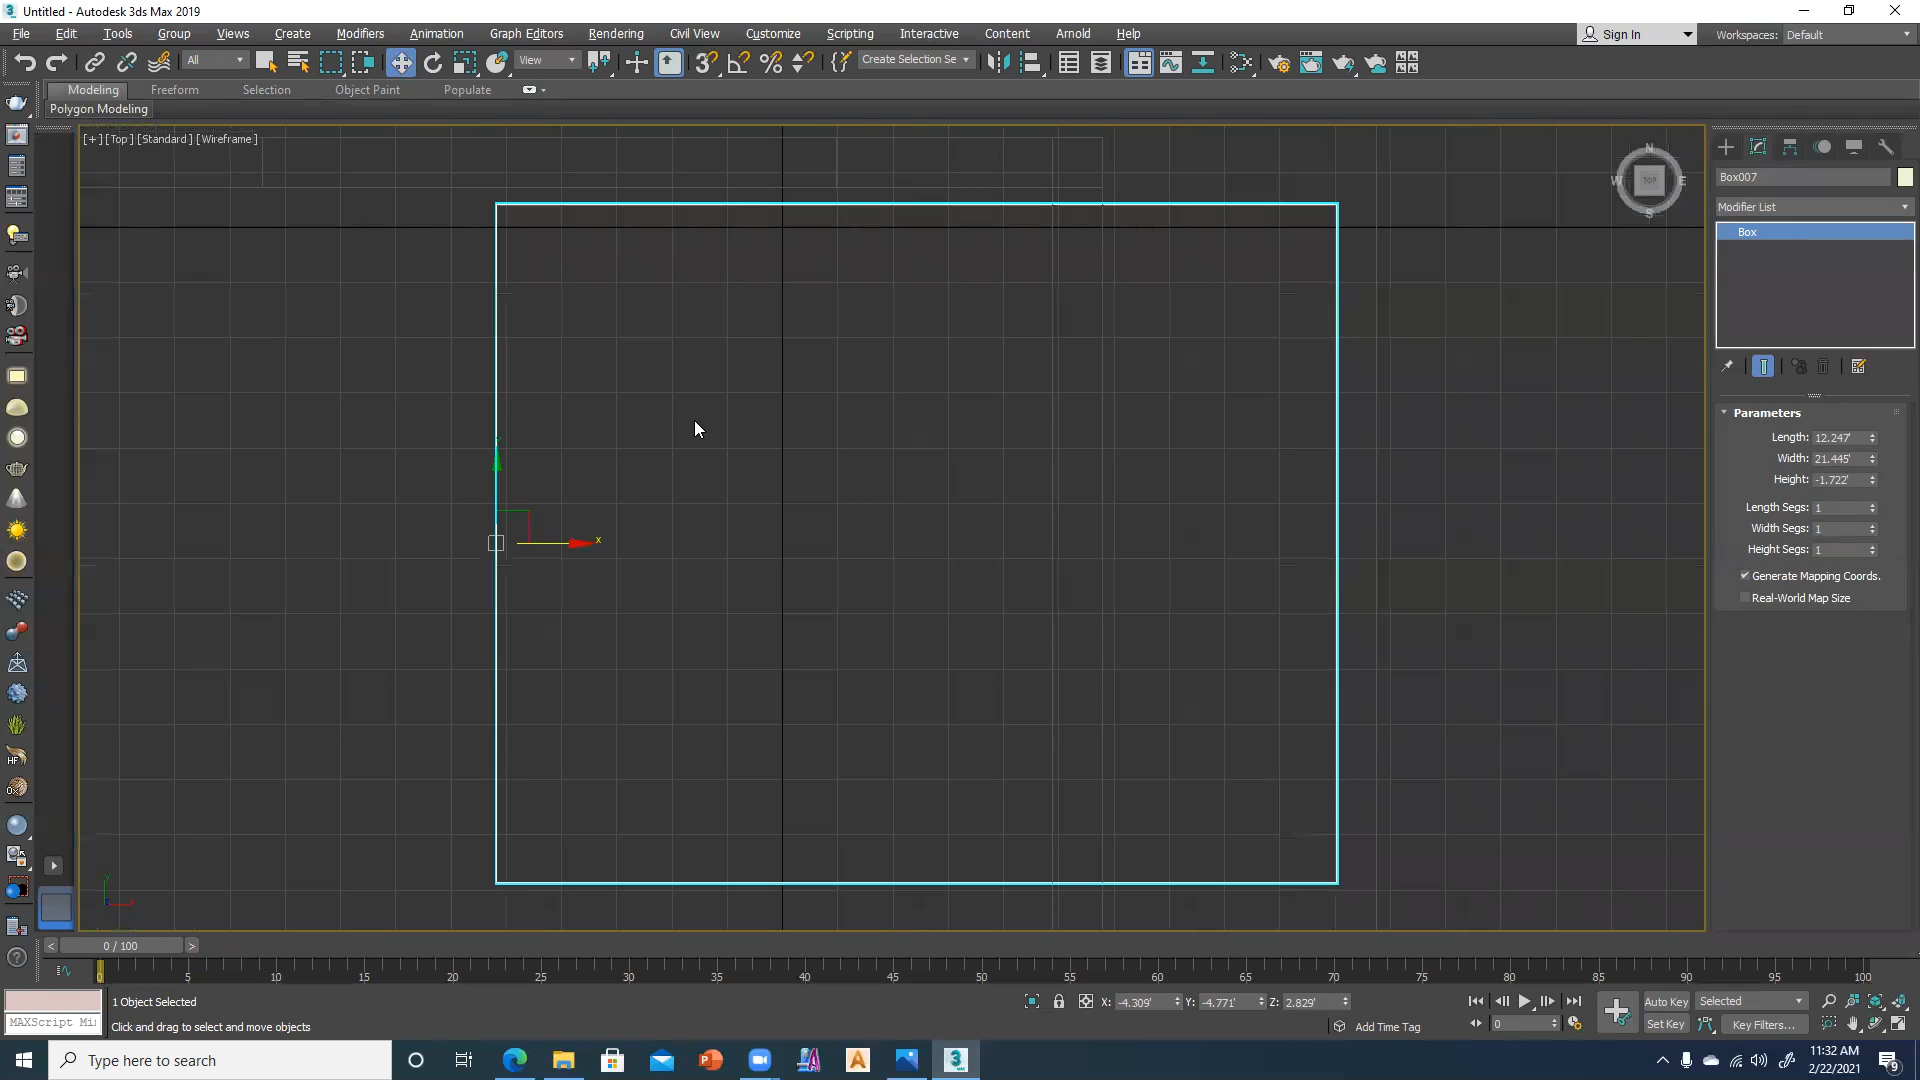 Untitled - Autodesk 3ds Max 2019
File Edit Tools Group Views Create Modifiers Animation Graph Editors Rendering Civil View Customize Scripting Interactive Content Arnold Help Sign In Workspaces: Default
All View Create Selection Se
Modeling Freeform Selection Object Paint Populate
Polygon Modeling
[+] [Top] [Standard] [Wireframe]
N
W TOP E
S
Box007
Modifier List
Box
Parameters
Length: 12.247'
Width: 21.445'
Height: -1.722'
Length Segs: 1
Width Segs: 1
Height Segs: 1
Generate Mapping Coords.
Real-World Map Size
x
< 0 / 100 >
0 5 10 15 20 25 30 35 40 45 50 55 60 65 70 75 80 85 90 95 100
1 Object Selected X: -4.309' Y: -4.771' Z: 2.829' Auto Key Selected
MAXScript Mi Click and drag to select and move objects Add Time Tag 0 Set Key Key Filters...
Type here to search
11:32 AM
2/22/2021
9